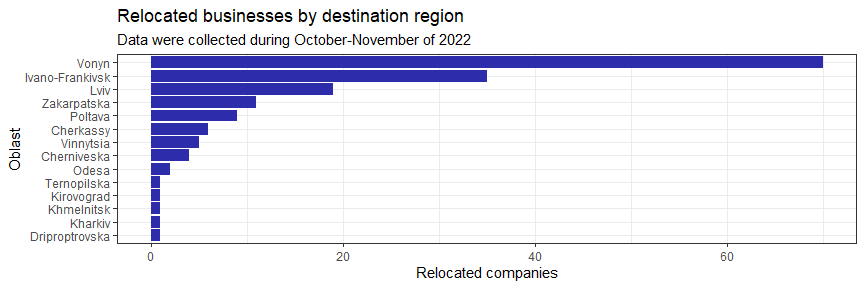 Relocated businesses by destination region
Data were collected during October-November of 2022
Vonyn
Ivano-Frankivsk
Lviv
Zakarpatska
Poltava
Cherkassy
Vinnytsia
Cherniveska
Odesa
Ternopilska
Kirovograd
Khmelnitsk
Kharkiv
Driproptrovska
Oblast
0 20 40 60
Relocated companies